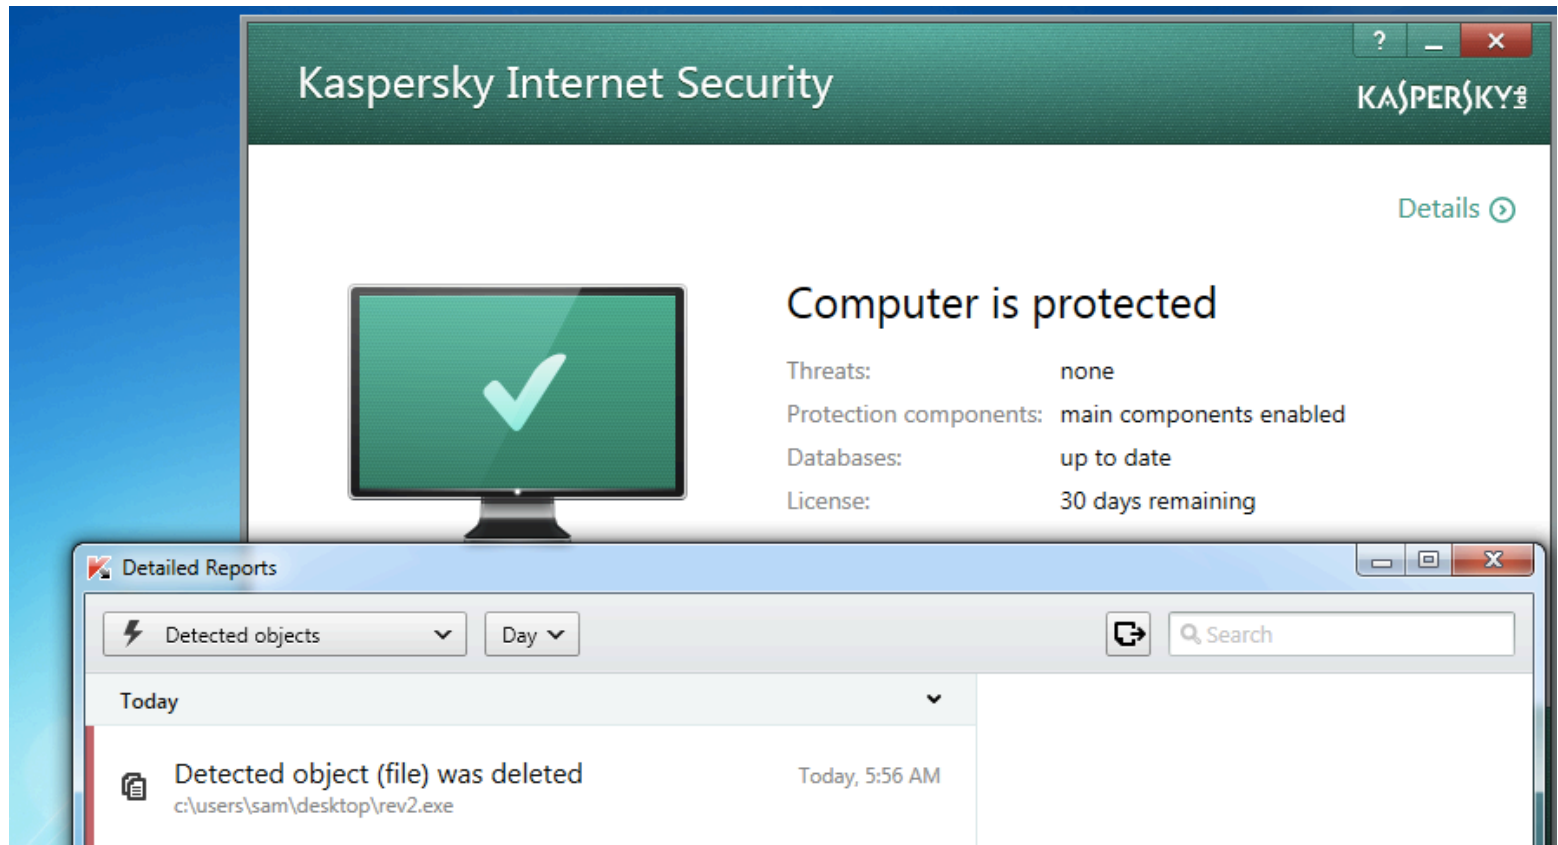 ?
Kaspersky Internet Security
KASPERSKY lab
Details
Computer is protected
Threats: none
Protection components: main components enabled
Databases: up to date
License: 30 days remaining
Detailed Reports
Detected objects Day Search
Today
Detected object (file) was deleted Today, 5:56 AM
c:\users\sam\desktop\rev2.exe